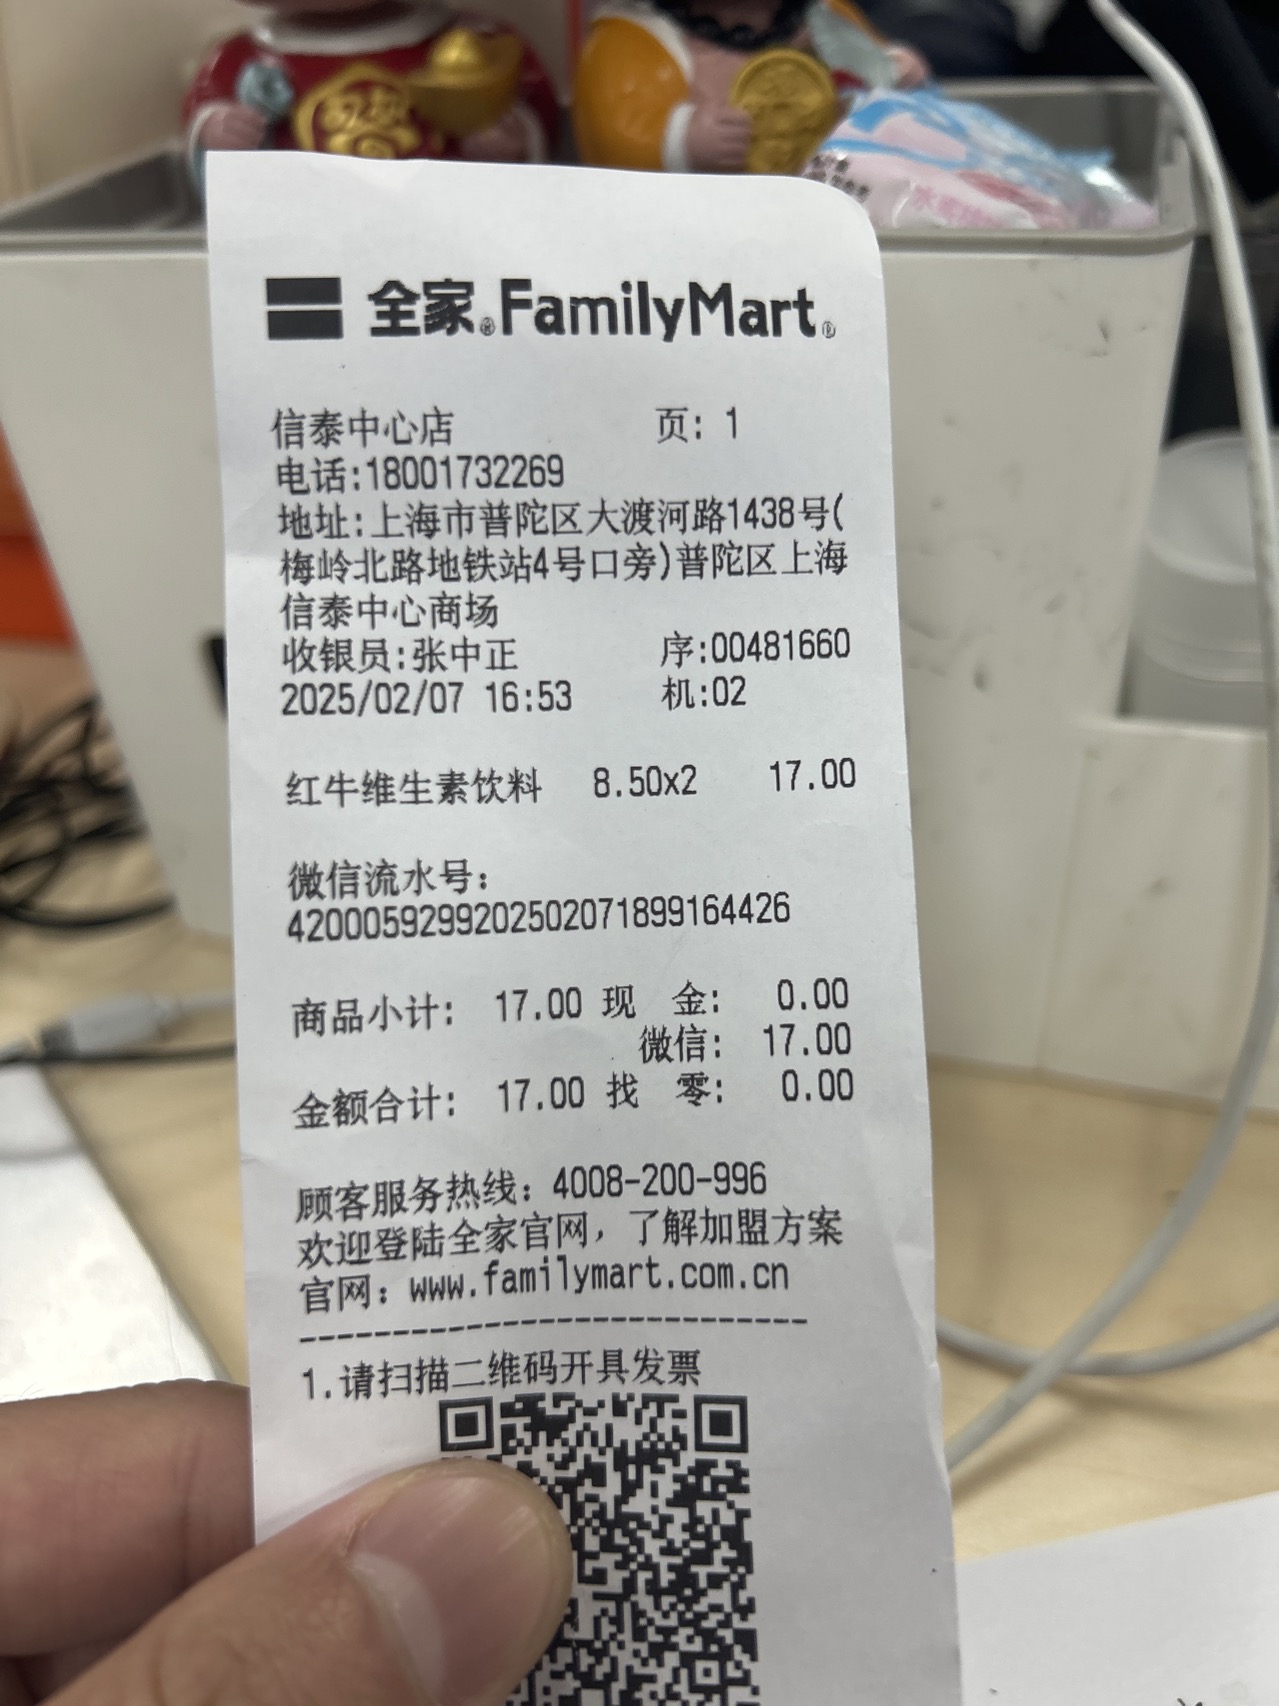 全家®FamilyMart®
信泰中心店 页: 1
电话:18001732269
地址:上海市普陀区大渡河路1438号(
梅岭北路地铁站4号口旁)普陀区上海
信泰中心商场
收银员:张中正 序:00481660
2025/02/07 16:53 机:02
红牛维生素饮料 8.50x2 17.00
微信流水号:
4200059299202502071899164426
商品小计: 17.00 现 金: 0.00
微信: 17.00
金额合计: 17.00 找 零: 0.00
顾客服务热线: 4008-200-996
欢迎登陆全家官网, 了解加盟方案
官网: www.familymart.com.cn
---------------------------
1.请扫描二维码开具发票